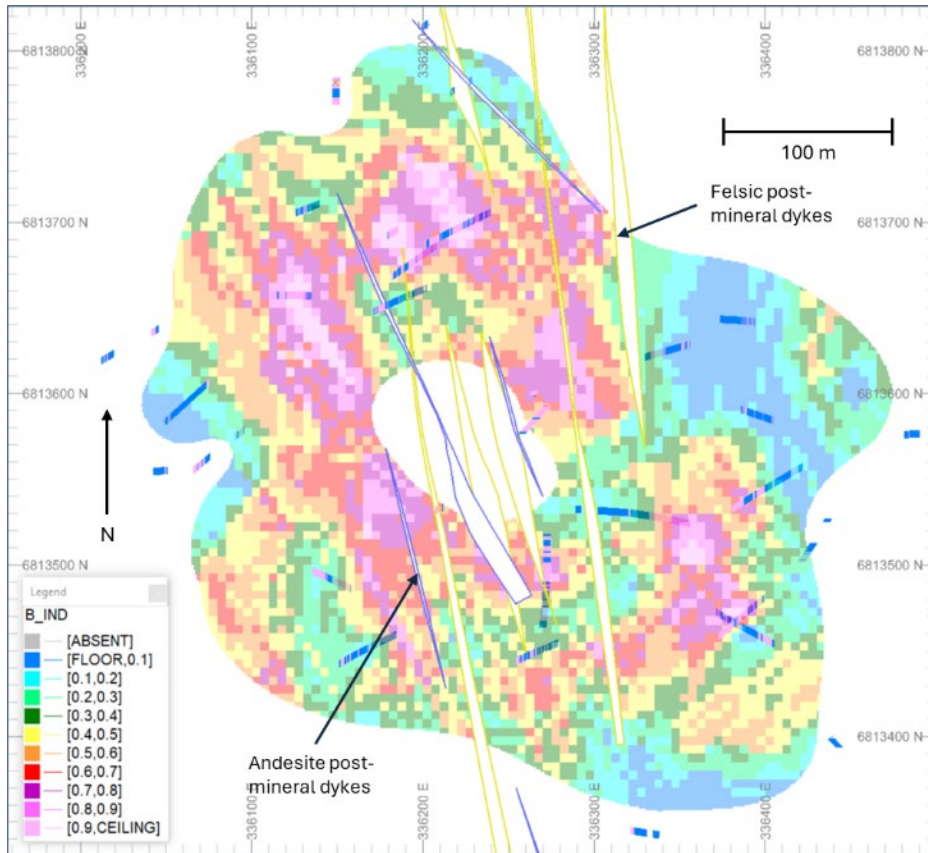 336200 E
336100 E
336200 E
336300 E
336400 E
6813800 N
6813800 N
100 m
Felsic post-
mineral dykes
6813700 N
6813700 N
6813600 N
6813600 N
N
6813500 N
6813500 N
Legend
B_IND
[ABSENT]
[FLOOR,0.1]
[0.1,0.2]
[0.2,0.3]
[0.3,0.4]
[0.4,0.5]
[0.5,0.6]
[0.6,0.7]
[0.7,0.8]
[0.8,0.9]
[0.9,CEILING]
6813400 N
Andesite post-
mineral dykes
336100 E
336200 E
336300 E
336400 E